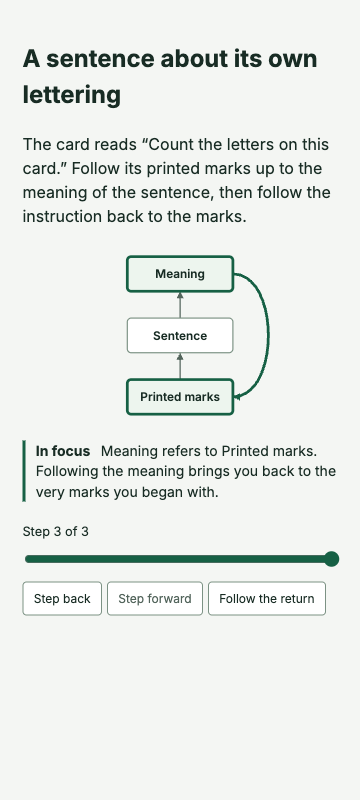 A sentence about its own
lettering
The card reads “Count the letters on this
card.” Follow its printed marks up to the
meaning of the sentence, then follow the
instruction back to the marks.
Meaning
Sentence
Printed marks
In focus Meaning refers to Printed marks.
Following the meaning brings you back to the
very marks you began with.
Step 3 of 3
Step back Step forward Follow the return